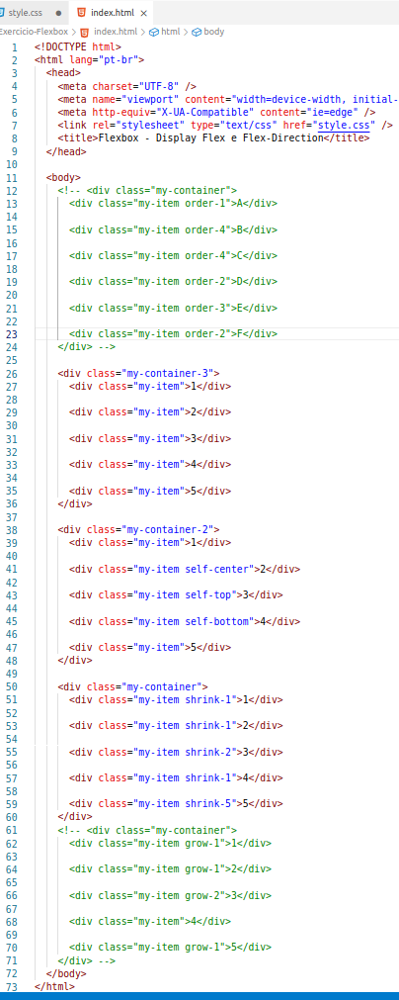 style.css
index.html
Exercicio-Flexbox > index.html > html > body
1 <!DOCTYPE html>
2 <html lang="pt-br">
3 <head>
4 <meta charset="UTF-8" />
5 <meta name="viewport" content="width=device-width, initial-
6 <meta http-equiv="X-UA-Compatible" content="ie=edge" />
7 <link rel="stylesheet" type="text/css" href="style.css" />
8 <title>Flexbox - Display Flex e Flex-Direction</title>
9 </head>
10
11 <body>
12 <!-- <div class="my-container">
13 <div class="my-item order-1">A</div>
14
15 <div class="my-item order-4">B</div>
16
17 <div class="my-item order-4">C</div>
18
19 <div class="my-item order-2">D</div>
20
21 <div class="my-item order-3">E</div>
22
23 <div class="my-item order-2">F</div>
24 </div> -->
25
26 <div class="my-container-3">
27 <div class="my-item">1</div>
28
29 <div class="my-item">2</div>
30
31 <div class="my-item">3</div>
32
33 <div class="my-item">4</div>
34
35 <div class="my-item">5</div>
36 </div>
37
38 <div class="my-container-2">
39 <div class="my-item">1</div>
40
41 <div class="my-item self-center">2</div>
42
43 <div class="my-item self-top">3</div>
44
45 <div class="my-item self-bottom">4</div>
46
47 <div class="my-item">5</div>
48 </div>
49
50 <div class="my-container">
51 <div class="my-item shrink-1">1</div>
52
53 <div class="my-item shrink-1">2</div>
54
55 <div class="my-item shrink-2">3</div>
56
57 <div class="my-item shrink-1">4</div>
58
59 <div class="my-item shrink-5">5</div>
60 </div>
61 <!-- <div class="my-container">
62 <div class="my-item grow-1">1</div>
63
64 <div class="my-item grow-1">2</div>
65
66 <div class="my-item grow-2">3</div>
67
68 <div class="my-item">4</div>
69
70 <div class="my-item grow-1">5</div>
71 </div> -->
72 </body>
73 </html>